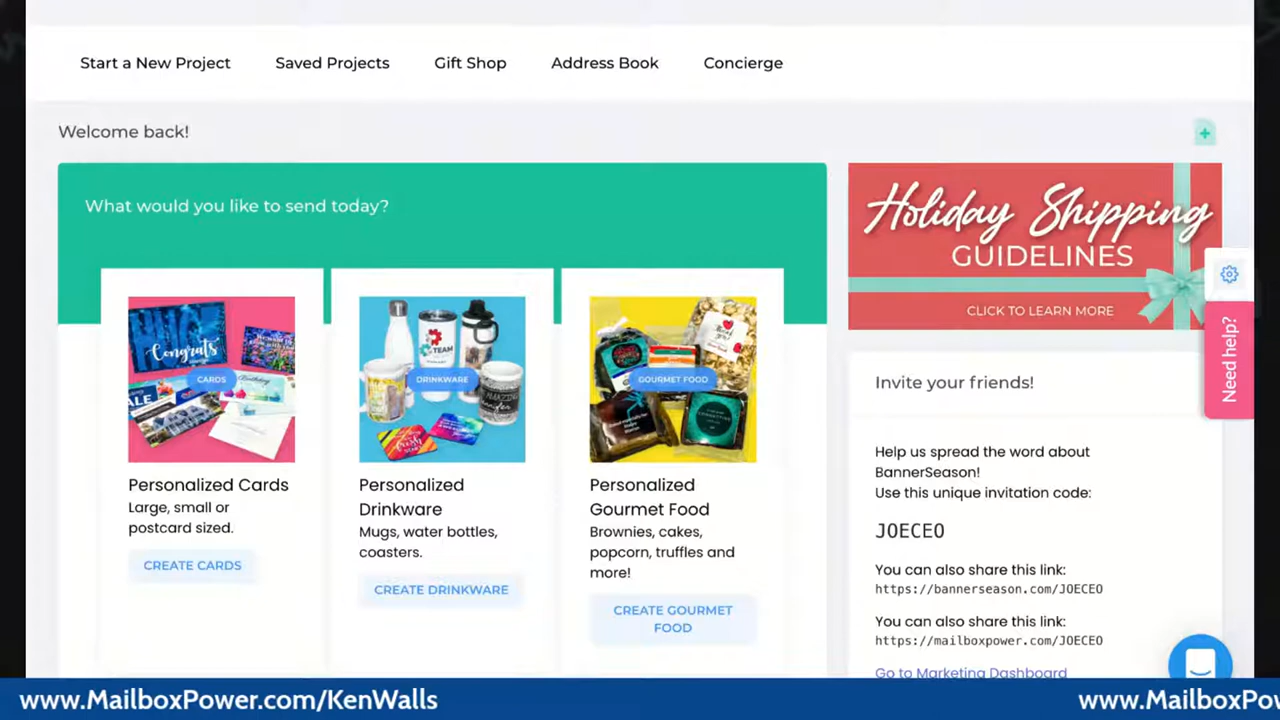 Start a New Project Saved Projects Gift Shop Address Book Concierge
Welcome back!
What would you like to send today?
Congrats
ALE
CARDS
TEAM
DRINKWARE
GOURMET FOOD
Personalized Cards
Large, small or
postcard sized.
CREATE CARDS
Personalized
Drinkware
Mugs, water bottles,
coasters.
CREATE DRINKWARE
Personalized
Gourmet Food
Brownies, cakes,
popcorn, truffles and
more!
CREATE GOURMET
FOOD
Holiday Shipping
GUIDELINES
CLICK TO LEARN MORE
Need help?
Invite your friends!
Help us spread the word about
BannerSeason!
Use this unique invitation code:
JOECEO
You can also share this link:
https://bannerseason.com/JOECEO
You can also share this link:
https://mailboxpower.com/JOECEO
Go to Marketing Dashboard
www.MailboxPower.com/KenWalls
www.MailboxPow